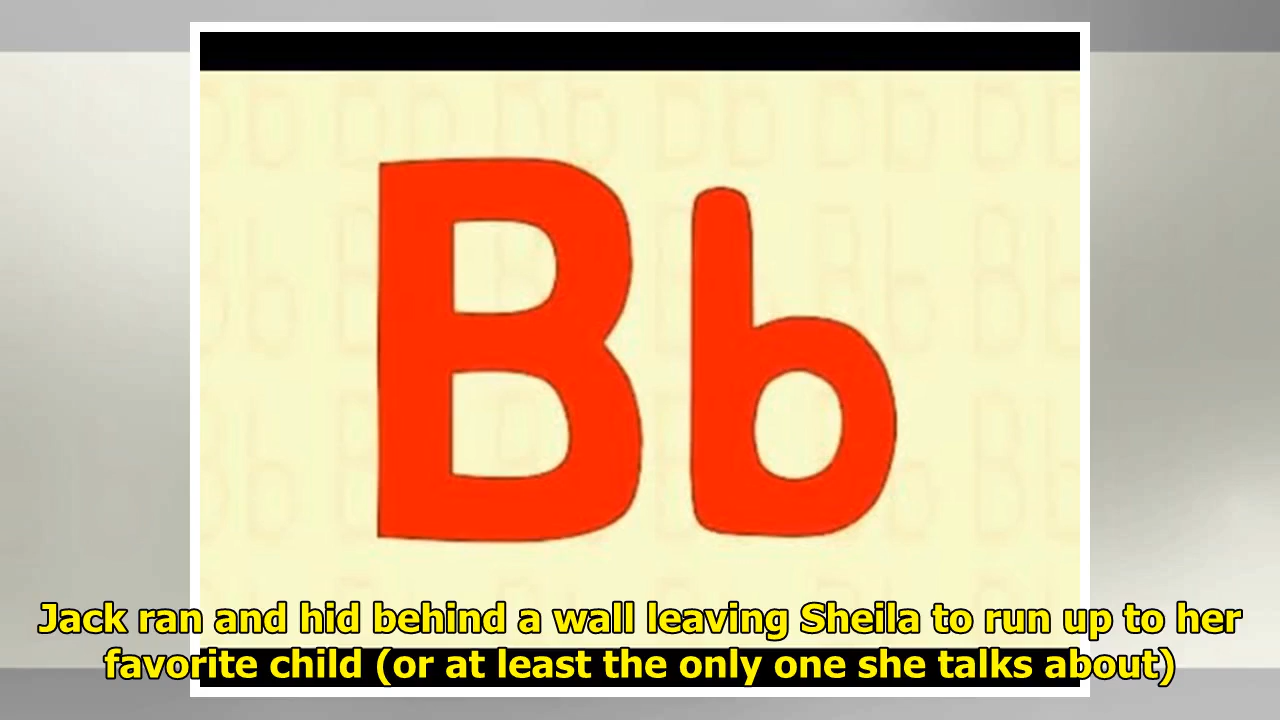 Bb
Jack ran and hid behind a wall leaving Sheila to run up to her
favorite child (or at least the only one she talks about)